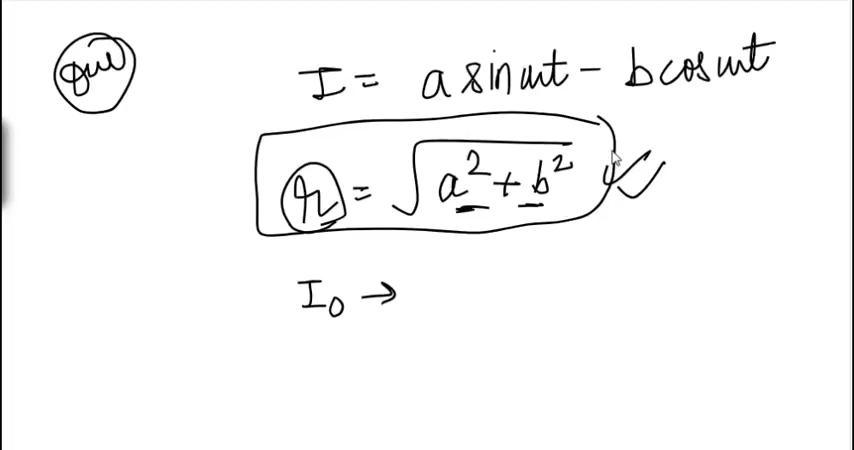 Que
I = a sin ωt - b cos ωt
r = √a² + b²
I₀ →